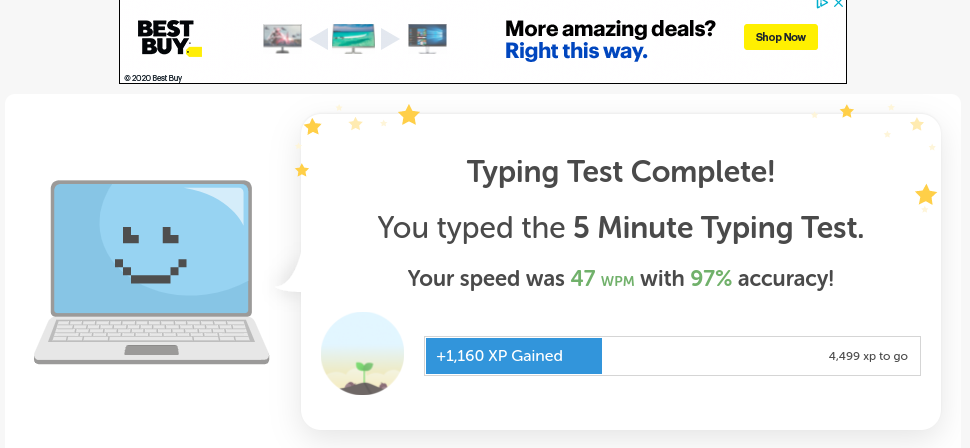 BEST
BUY
More amazing deals?
Right this way.
Shop Now
© 2020 Best Buy
Typing Test Complete!
You typed the 5 Minute Typing Test.
Your speed was 47 WPM with 97% accuracy!
+1,160 XP Gained
4,499 xp to go